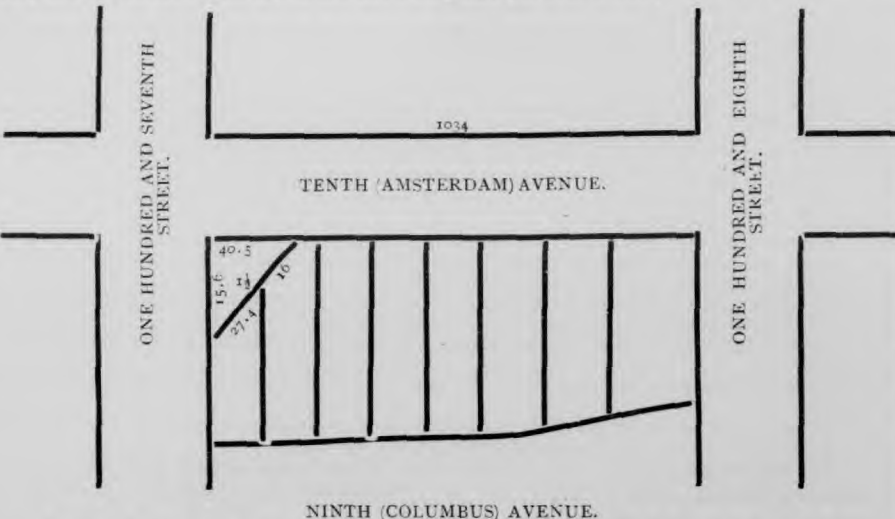 ONE HUNDRED AND SEVENTH
STREET.
1034
ONE HUNDRED AND EIGHTH
STREET.
TENTH (AMSTERDAM) AVENUE.
40.5
15.6
1½
16
27.4
NINTH (COLUMBUS) AVENUE.